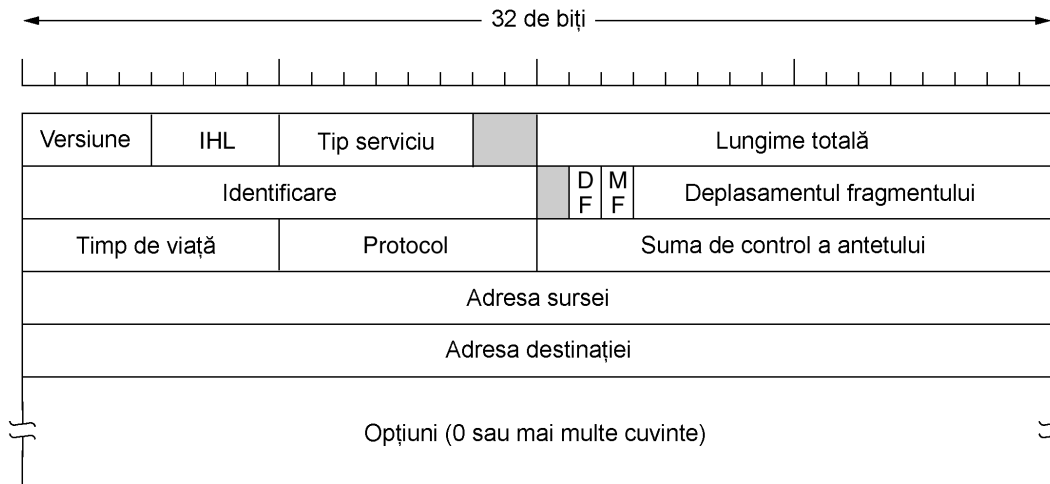 32 de biți
Versiune IHL Tip serviciu Lungime totală
Identificare D F M F Deplasamentul fragmentului
Timp de viață Protocol Suma de control a antetului
Adresa sursei
Adresa destinației
Opțiuni (0 sau mai multe cuvinte)